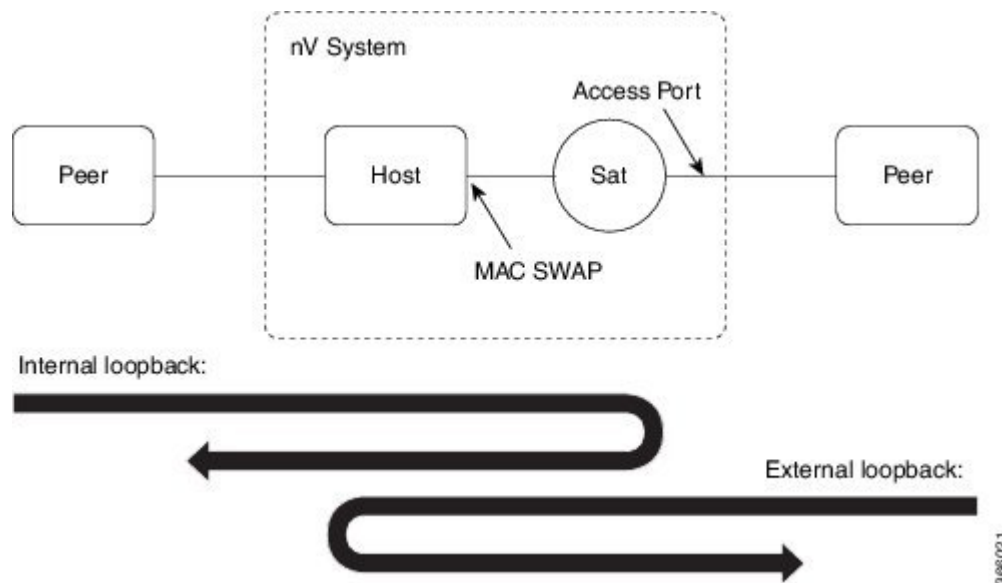 nV System
Access Port
Peer
Host
Sat
Peer
MAC SWAP
Internal loopback:
External loopback: